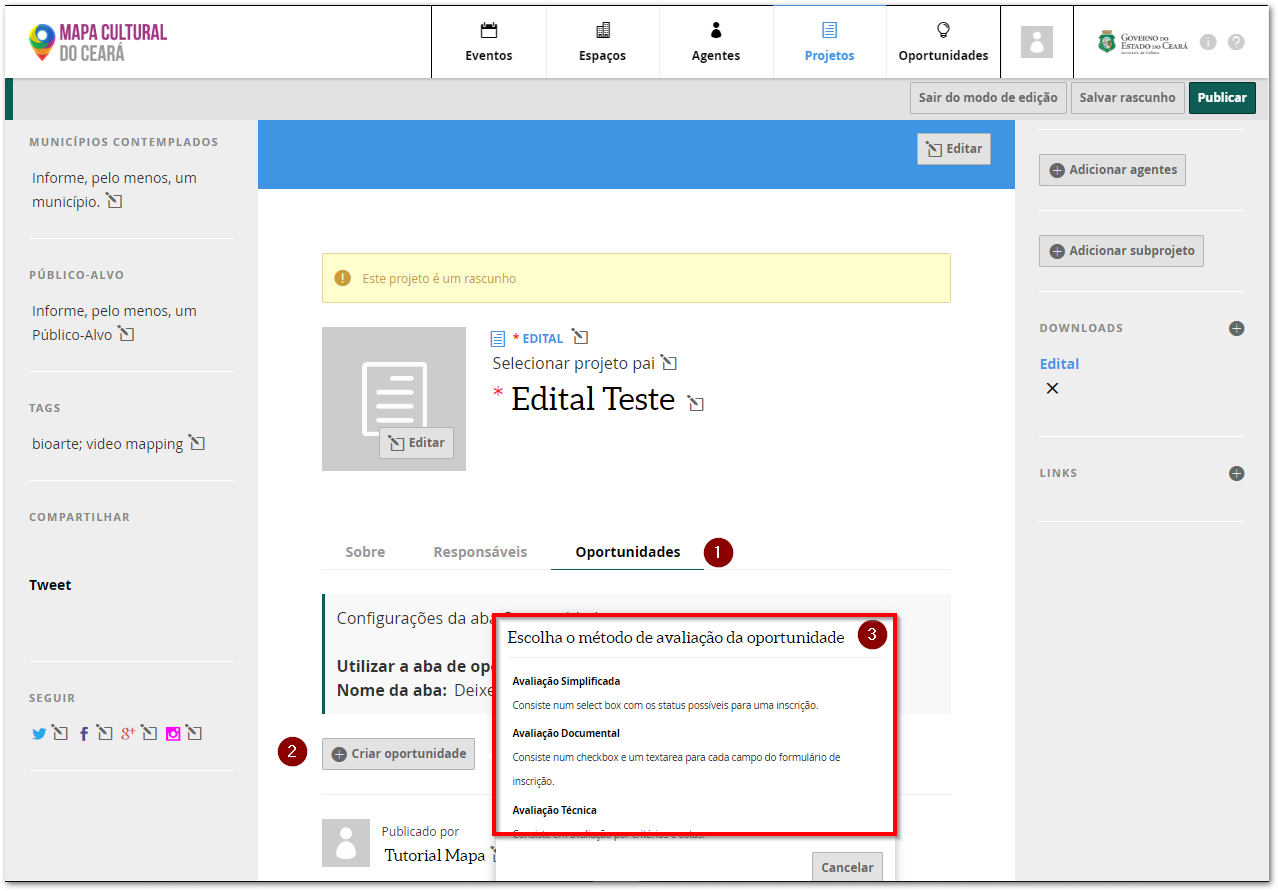 MAPA CULTURAL
DO CEARÁ
Eventos
Espaços
Agentes
Projetos
Oportunidades
GOVERNO DO
ESTADO DO CEARÁ
Secretaria da Cultura
Sair do modo de edição
Salvar rascunho
Publicar
MUNICÍPIOS CONTEMPLADOS
Informe, pelo menos, um
município.
PÚBLICO-ALVO
Informe, pelo menos, um
Público-Alvo
TAGS
bioarte; video mapping
COMPARTILHAR
Tweet
SEGUIR
Editar
! Este projeto é um rascunho
* EDITAL
Selecionar projeto pai
* Edital Teste
Editar
Sobre
Responsáveis
Oportunidades
1
Configurações da aba
Utilizar a aba de op
Nome da aba: Deixe
Escolha o método de avaliação da oportunidade
3
Avaliação Simplificada
Consiste num select box com os status possíveis para uma inscrição.
Avaliação Documental
Consiste num checkbox e um textarea para cada campo do formulário de
inscrição.
Avaliação Técnica
Consiste em avaliação por critérios e cotas.
Cancelar
2
Criar oportunidade
Publicado por
Tutorial Mapa
Adicionar agentes
Adicionar subprojeto
DOWNLOADS
Edital
LINKS